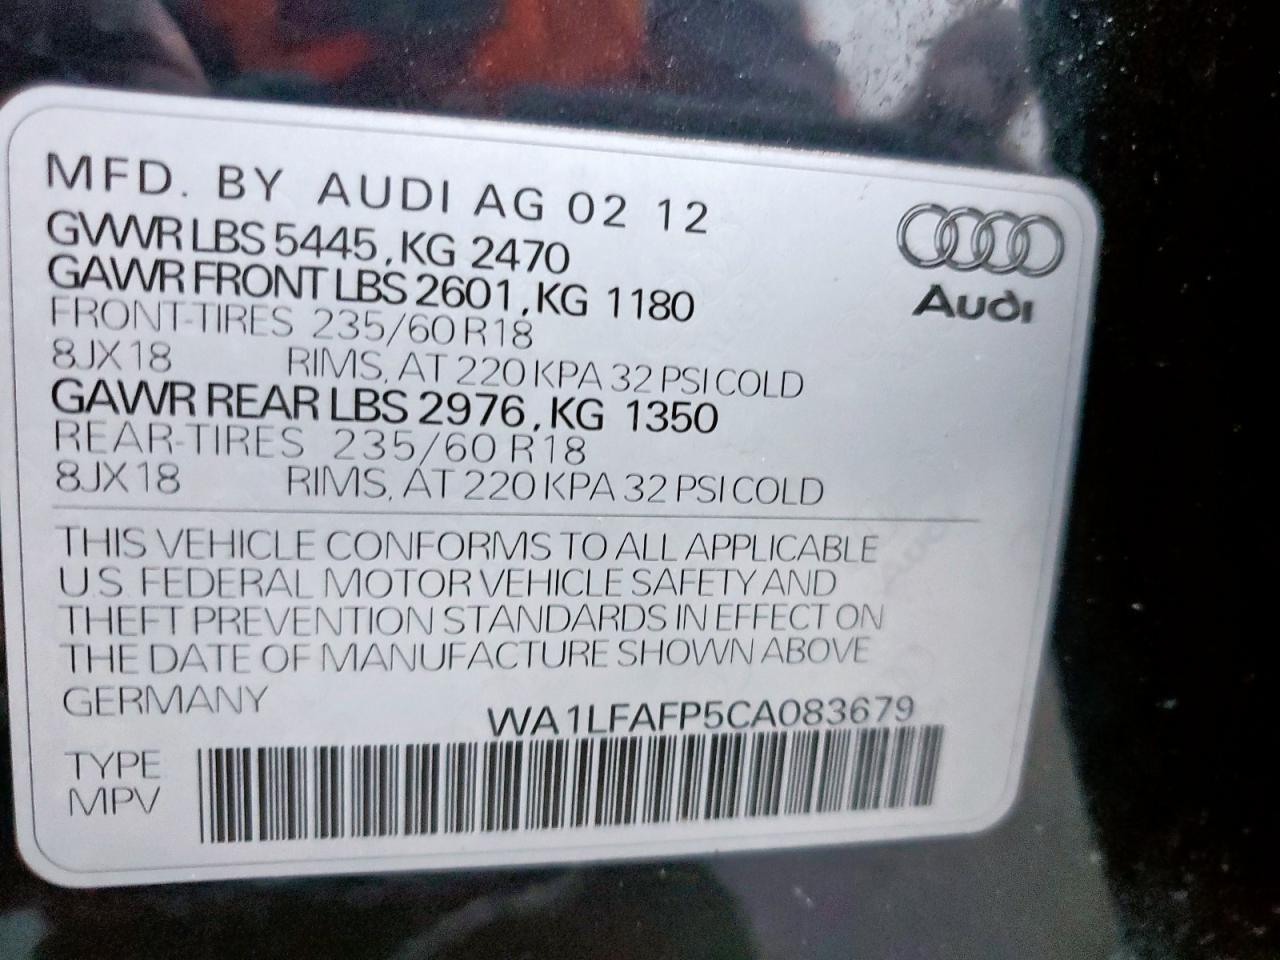 MFD. BY AUDI AG 02 12
GVWR LBS 5445, KG 2470
GAWR FRONT LBS 2601, KG 1180
FRONT-TIRES 235/60 R18
8JX18 RIMS, AT 220 KPA 32 PSI COLD
GAWR REAR LBS 2976, KG 1350
REAR-TIRES 235/60 R18
8JX18 RIMS, AT 220 KPA 32 PSI COLD
Audi
THIS VEHICLE CONFORMS TO ALL APPLICABLE
U.S. FEDERAL MOTOR VEHICLE SAFETY AND
THEFT PREVENTION STANDARDS IN EFFECT ON
THE DATE OF MANUFACTURE SHOWN ABOVE
GERMANY
WA1LFAFP5CA083679
TYPE
MPV